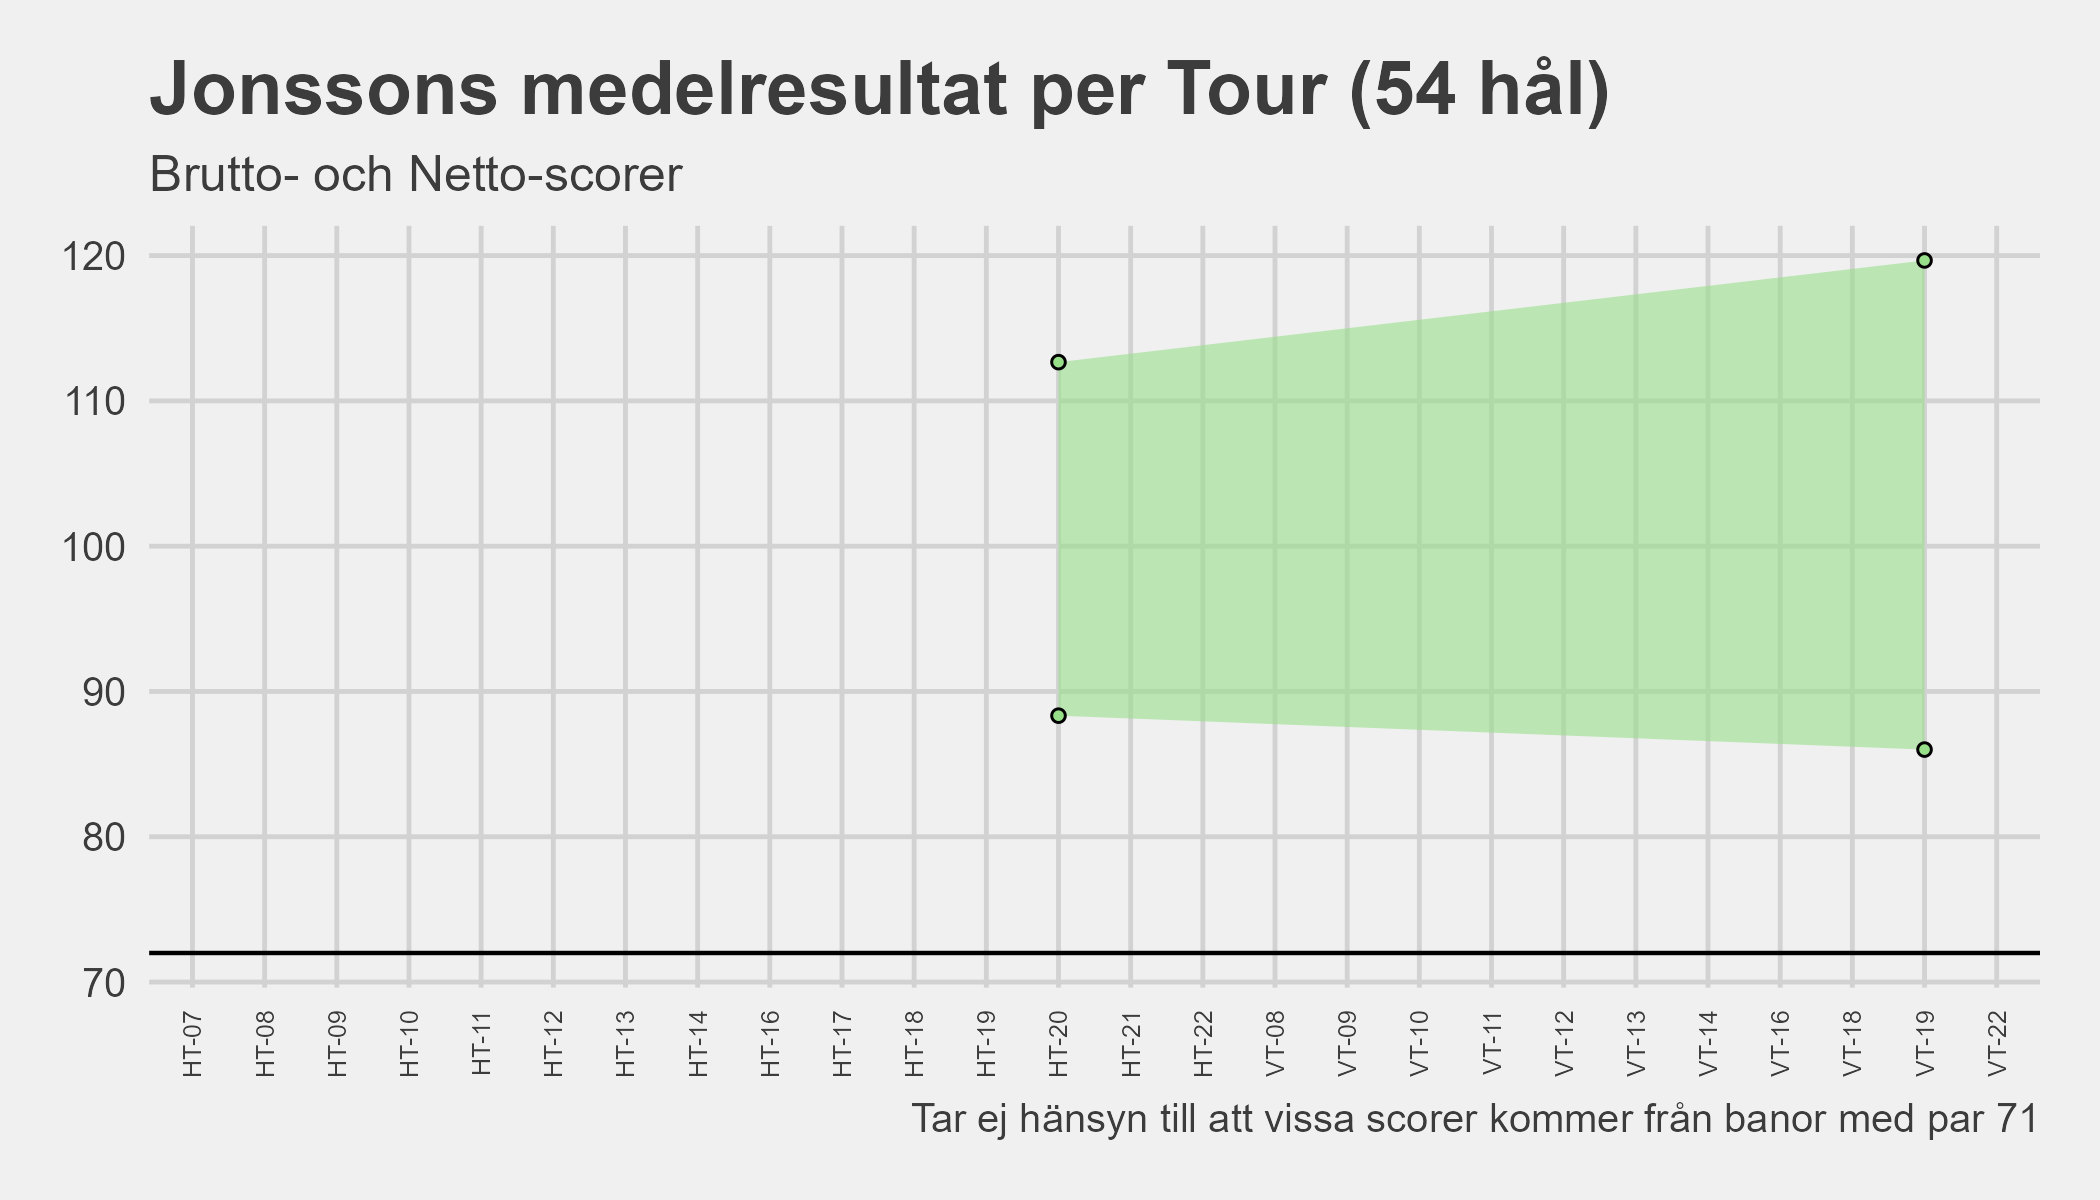 Jonssons medelresultat per Tour (54 hål)
Brutto- och Netto-scorer
120
110
100
90
80
70
HT-07
HT-08
HT-09
HT-10
HT-11
HT-12
HT-13
HT-14
HT-16
HT-17
HT-18
HT-19
HT-20
HT-21
HT-22
VT-08
VT-09
VT-10
VT-11
VT-12
VT-13
VT-14
VT-16
VT-18
VT-19
VT-22
Tar ej hänsyn till att vissa scorer kommer från banor med par 71